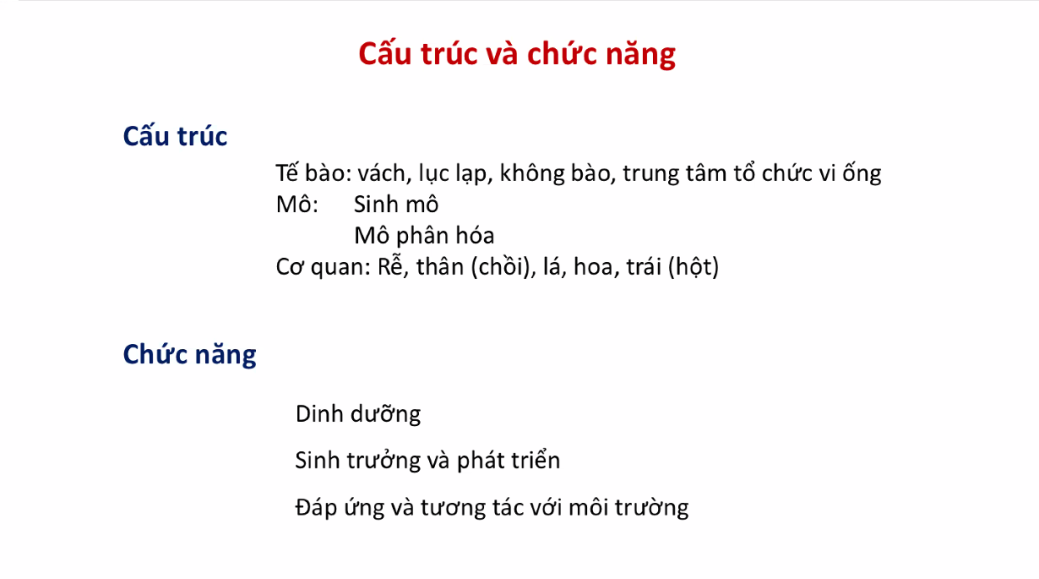 Cấu trúc và chức năng
Cấu trúc
Tế bào: vách, lục lạp, không bào, trung tâm tổ chức vi ống
Mô: Sinh mô
Mô phân hóa
Cơ quan: Rễ, thân (chồi), lá, hoa, trái (hột)
Chức năng
Dinh dưỡng
Sinh trưởng và phát triển
Đáp ứng và tương tác với môi trường